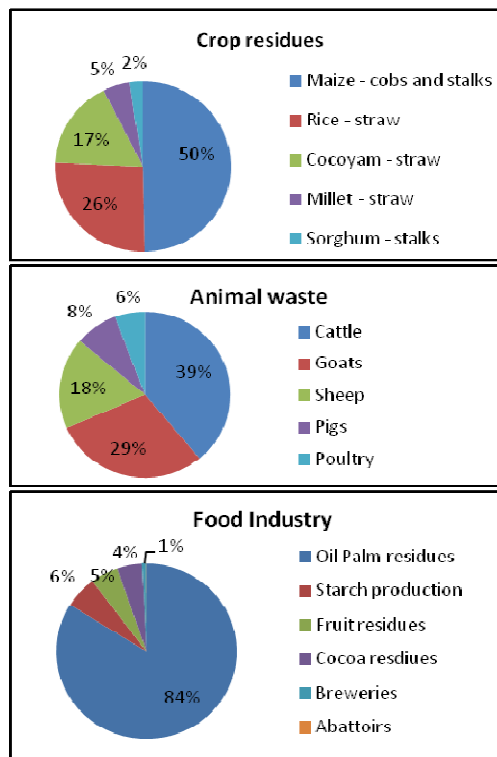 Crop residues
2%
5%
17%
50%
26%
Maize - cobs and stalks
Rice - straw
Cocoyam - straw
Millet - straw
Sorghum - stalks
Animal waste
6%
8%
39%
18%
29%
Cattle
Goats
Sheep
Pigs
Poultry
Food Industry
4%
1%
6%
5%
84%
Oil Palm residues
Starch production
Fruit residues
Cocoa resdiues
Breweries
Abattoirs